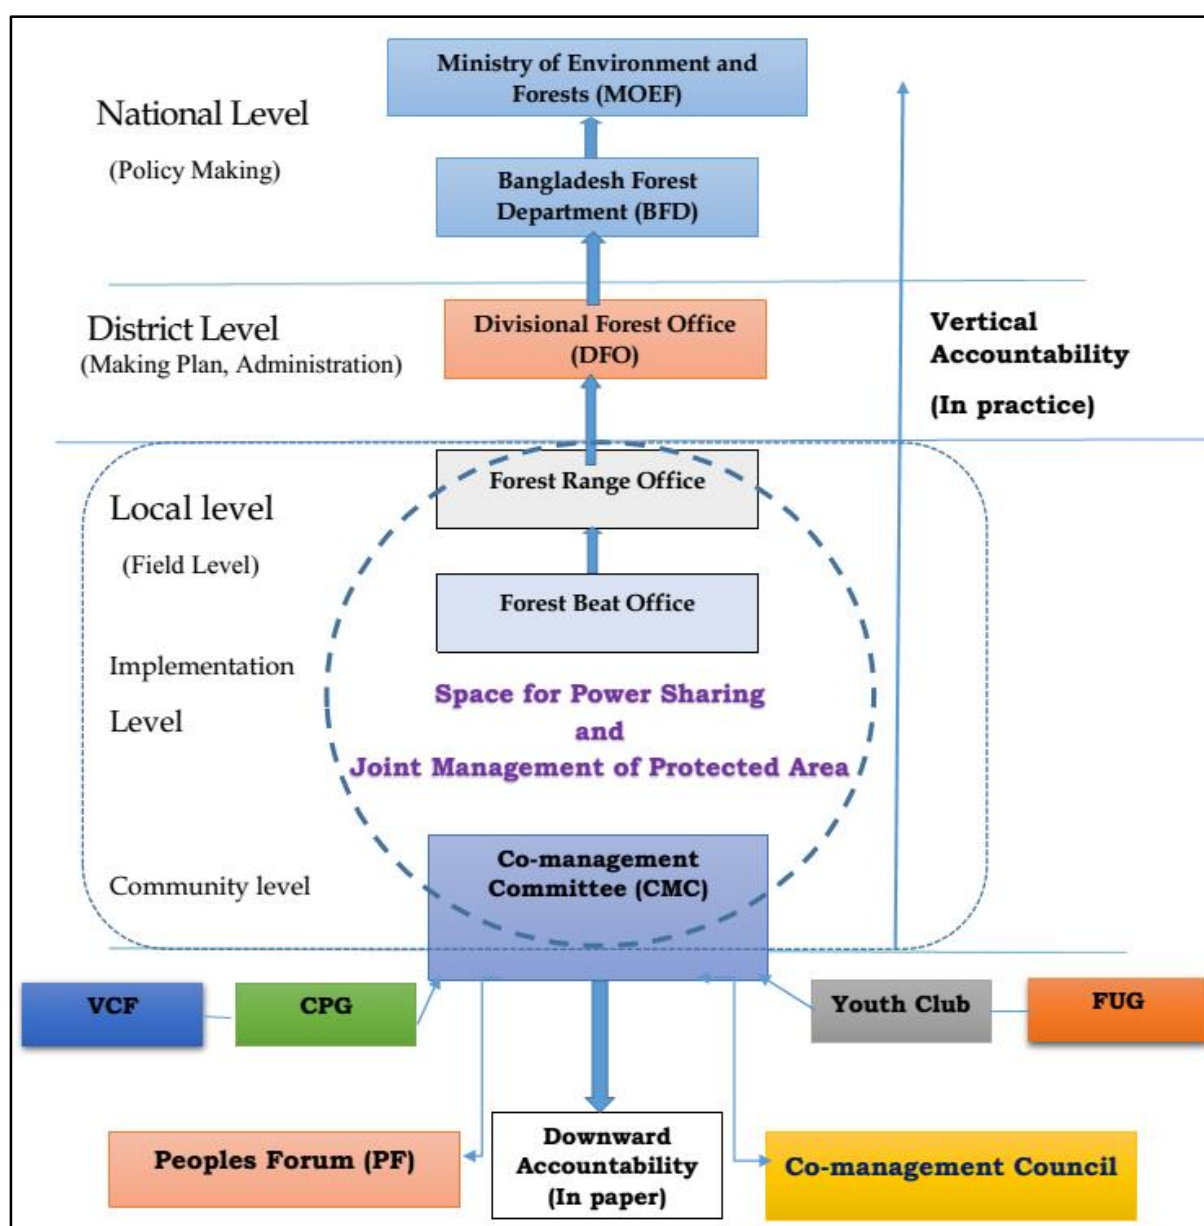 Ministry of Environment and
Forests (MOEF)
National Level
(Policy Making)
Bangladesh Forest
Department (BFD)
District Level
(Making Plan, Administration)
Divisional Forest Office
(DFO)
Vertical
Accountability
(In practice)
Local level
(Field Level)
Forest Range Office
Forest Beat Office
Implementation
Level
Space for Power Sharing
and
Joint Management of Protected Area
Community level
Co-management
Committee (CMC)
VCF
CPG
Youth Club
FUG
Peoples Forum (PF)
Downward
Accountability
(In paper)
Co-management Council